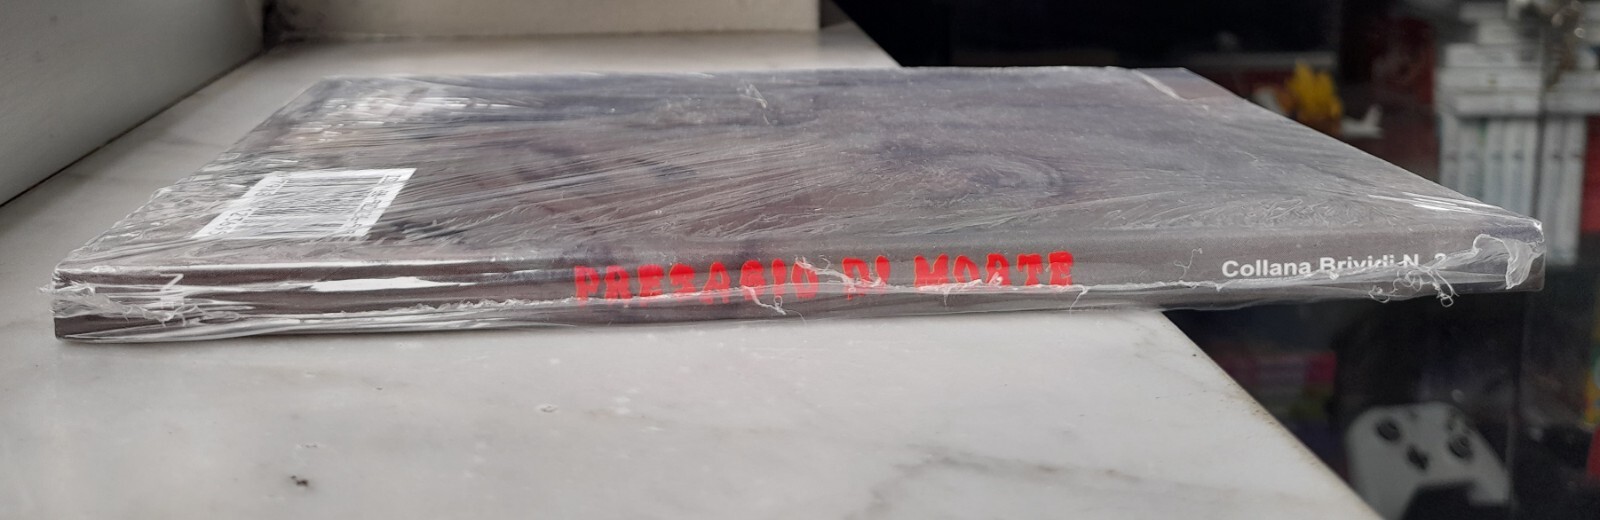 PRESAGIO DI MORTE
Collana Brividi N. 2